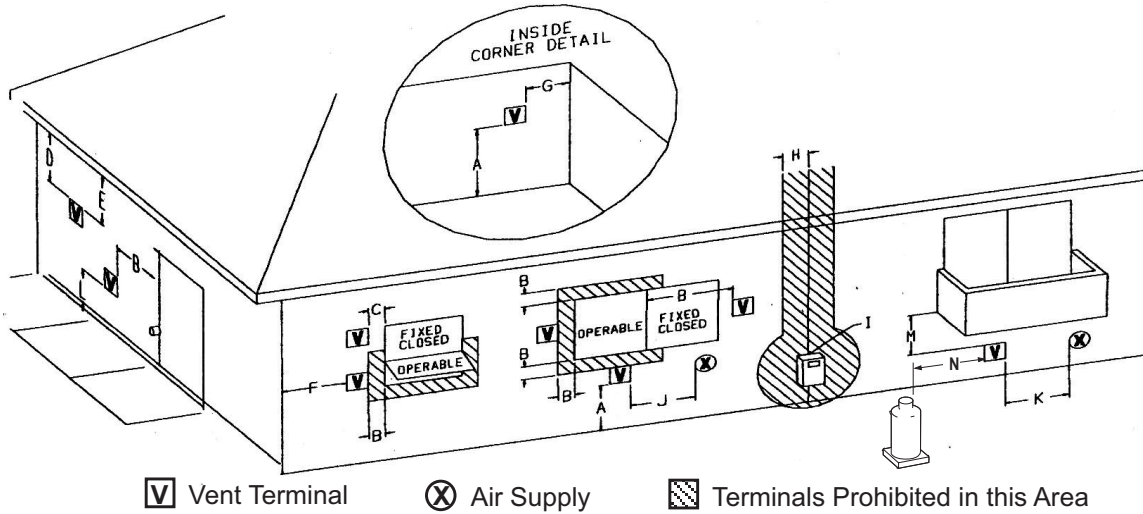 INSIDE
CORNER DETAIL
G
V
A
H
D
E
V
B
V
L
C
V
FIXED
CLOSED
OPERABLE
F
V
B
B
B
V
OPERABLE
FIXED
CLOSED
V
B
V
X
B
A
J
I
M
V
X
N
K
V Vent Terminal
X Air Supply
Terminals Prohibited in this Area